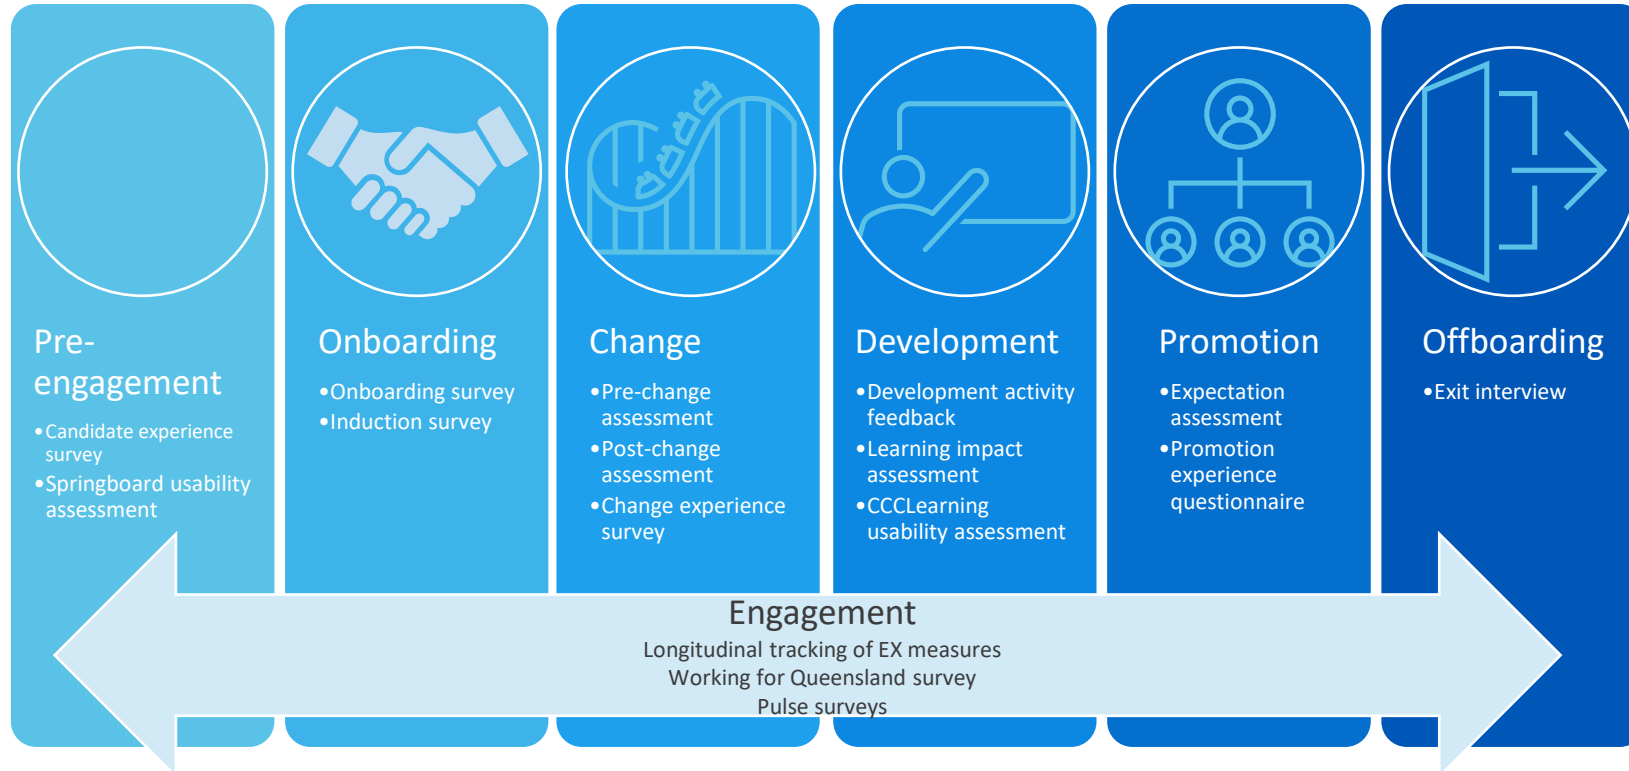 Pre-
engagement
•Candidate experience
survey
•Springboard usability
assessment
Onboarding
•Onboarding survey
•Induction survey
Change
•Pre-change
assessment
•Post-change
assessment
•Change experience
survey
Development
•Development activity
feedback
•Learning impact
assessment
•CCCLearning
usability assessment
Promotion
•Expectation
assessment
•Promotion
experience
questionnaire
Offboarding
•Exit interview
Engagement
Longitudinal tracking of EX measures
Working for Queensland survey
Pulse surveys